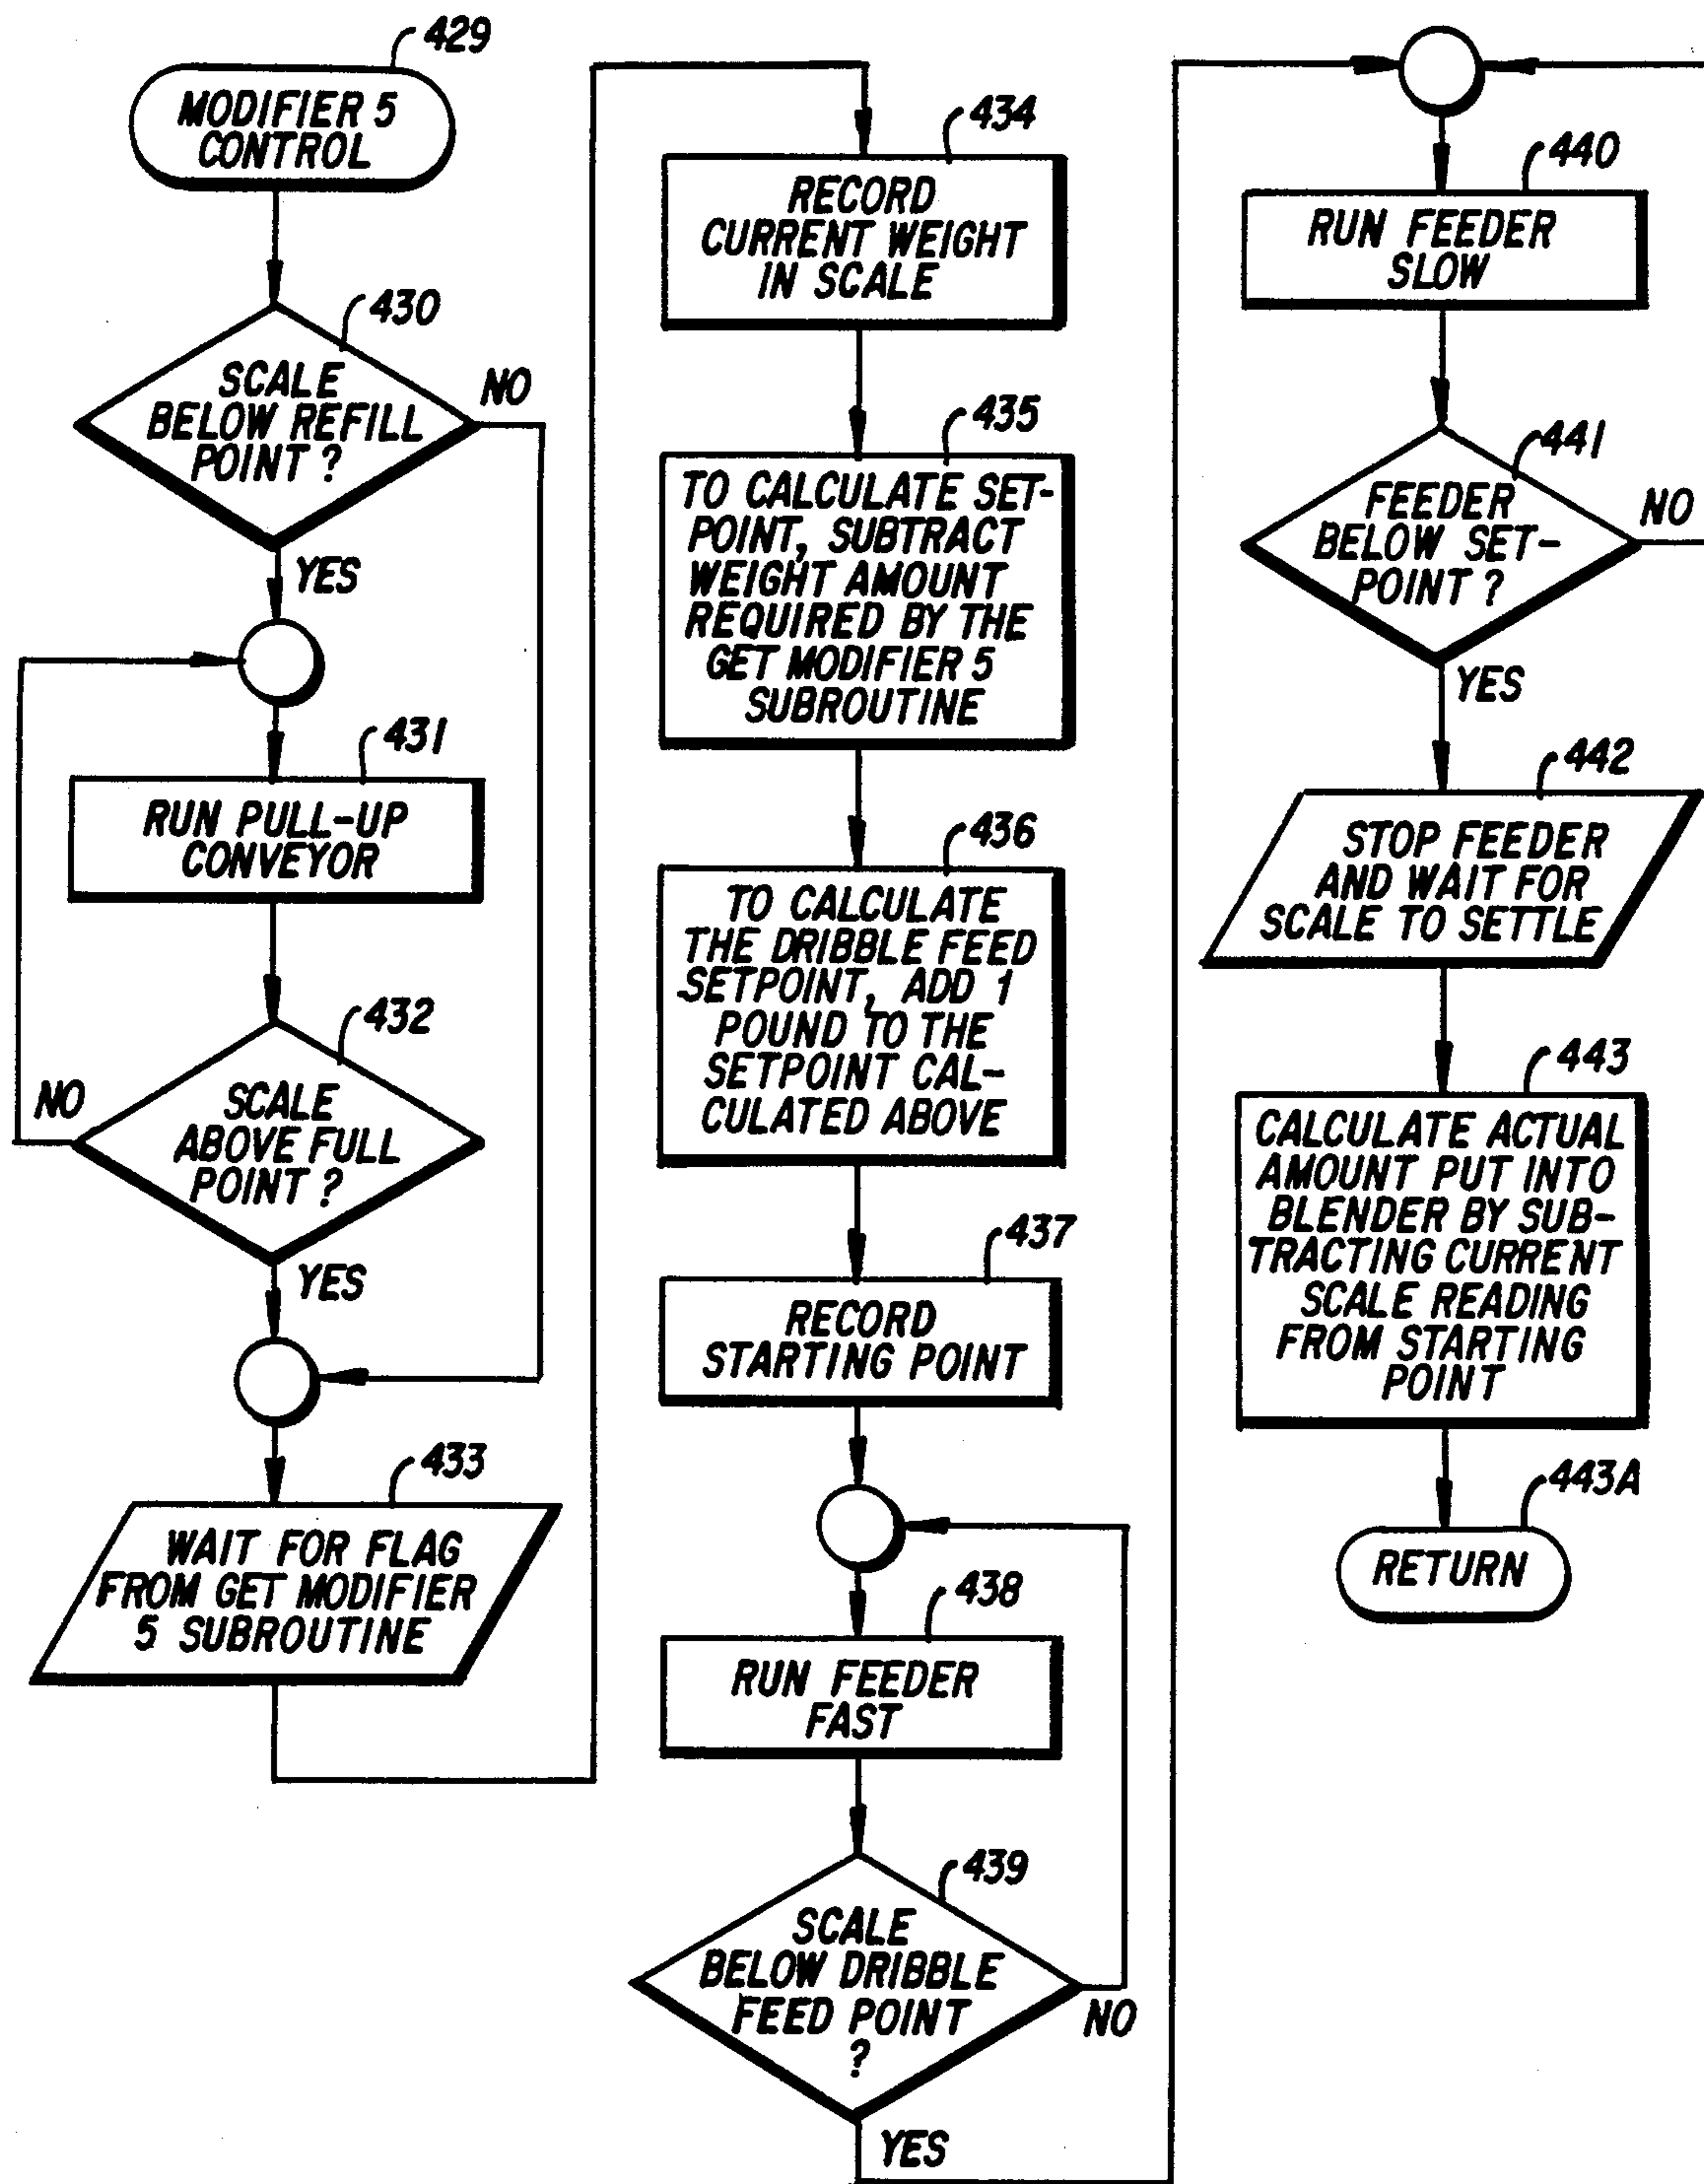 429
MODIFIER 5
CONTROL
430
SCALE
BELOW REFILL
POINT ?
NO
YES
431
RUN PULL-UP
CONVEYOR
432
SCALE
ABOVE FULL
POINT ?
NO
YES
433
WAIT FOR FLAG
FROM GET MODIFIER
5 SUBROUTINE
434
RECORD
CURRENT WEIGHT
IN SCALE
435
TO CALCULATE SET-
POINT, SUBTRACT
WEIGHT AMOUNT
REQUIRED BY THE
GET MODIFIER 5
SUBROUTINE
436
TO CALCULATE
THE DRIBBLE FEED
SETPOINT, ADD 1
POUND TO THE
SETPOINT CAL-
CULATED ABOVE
437
RECORD
STARTING POINT
438
RUN FEEDER
FAST
439
SCALE
BELOW DRIBBLE
FEED POINT
?
NO
YES
440
RUN FEEDER
SLOW
441
FEEDER
BELOW SET-
POINT ?
NO
YES
442
STOP FEEDER
AND WAIT FOR
SCALE TO SETTLE
443
CALCULATE ACTUAL
AMOUNT PUT INTO
BLENDER BY SUB-
TRACTING CURRENT
SCALE READING
FROM STARTING
POINT
443A
RETURN